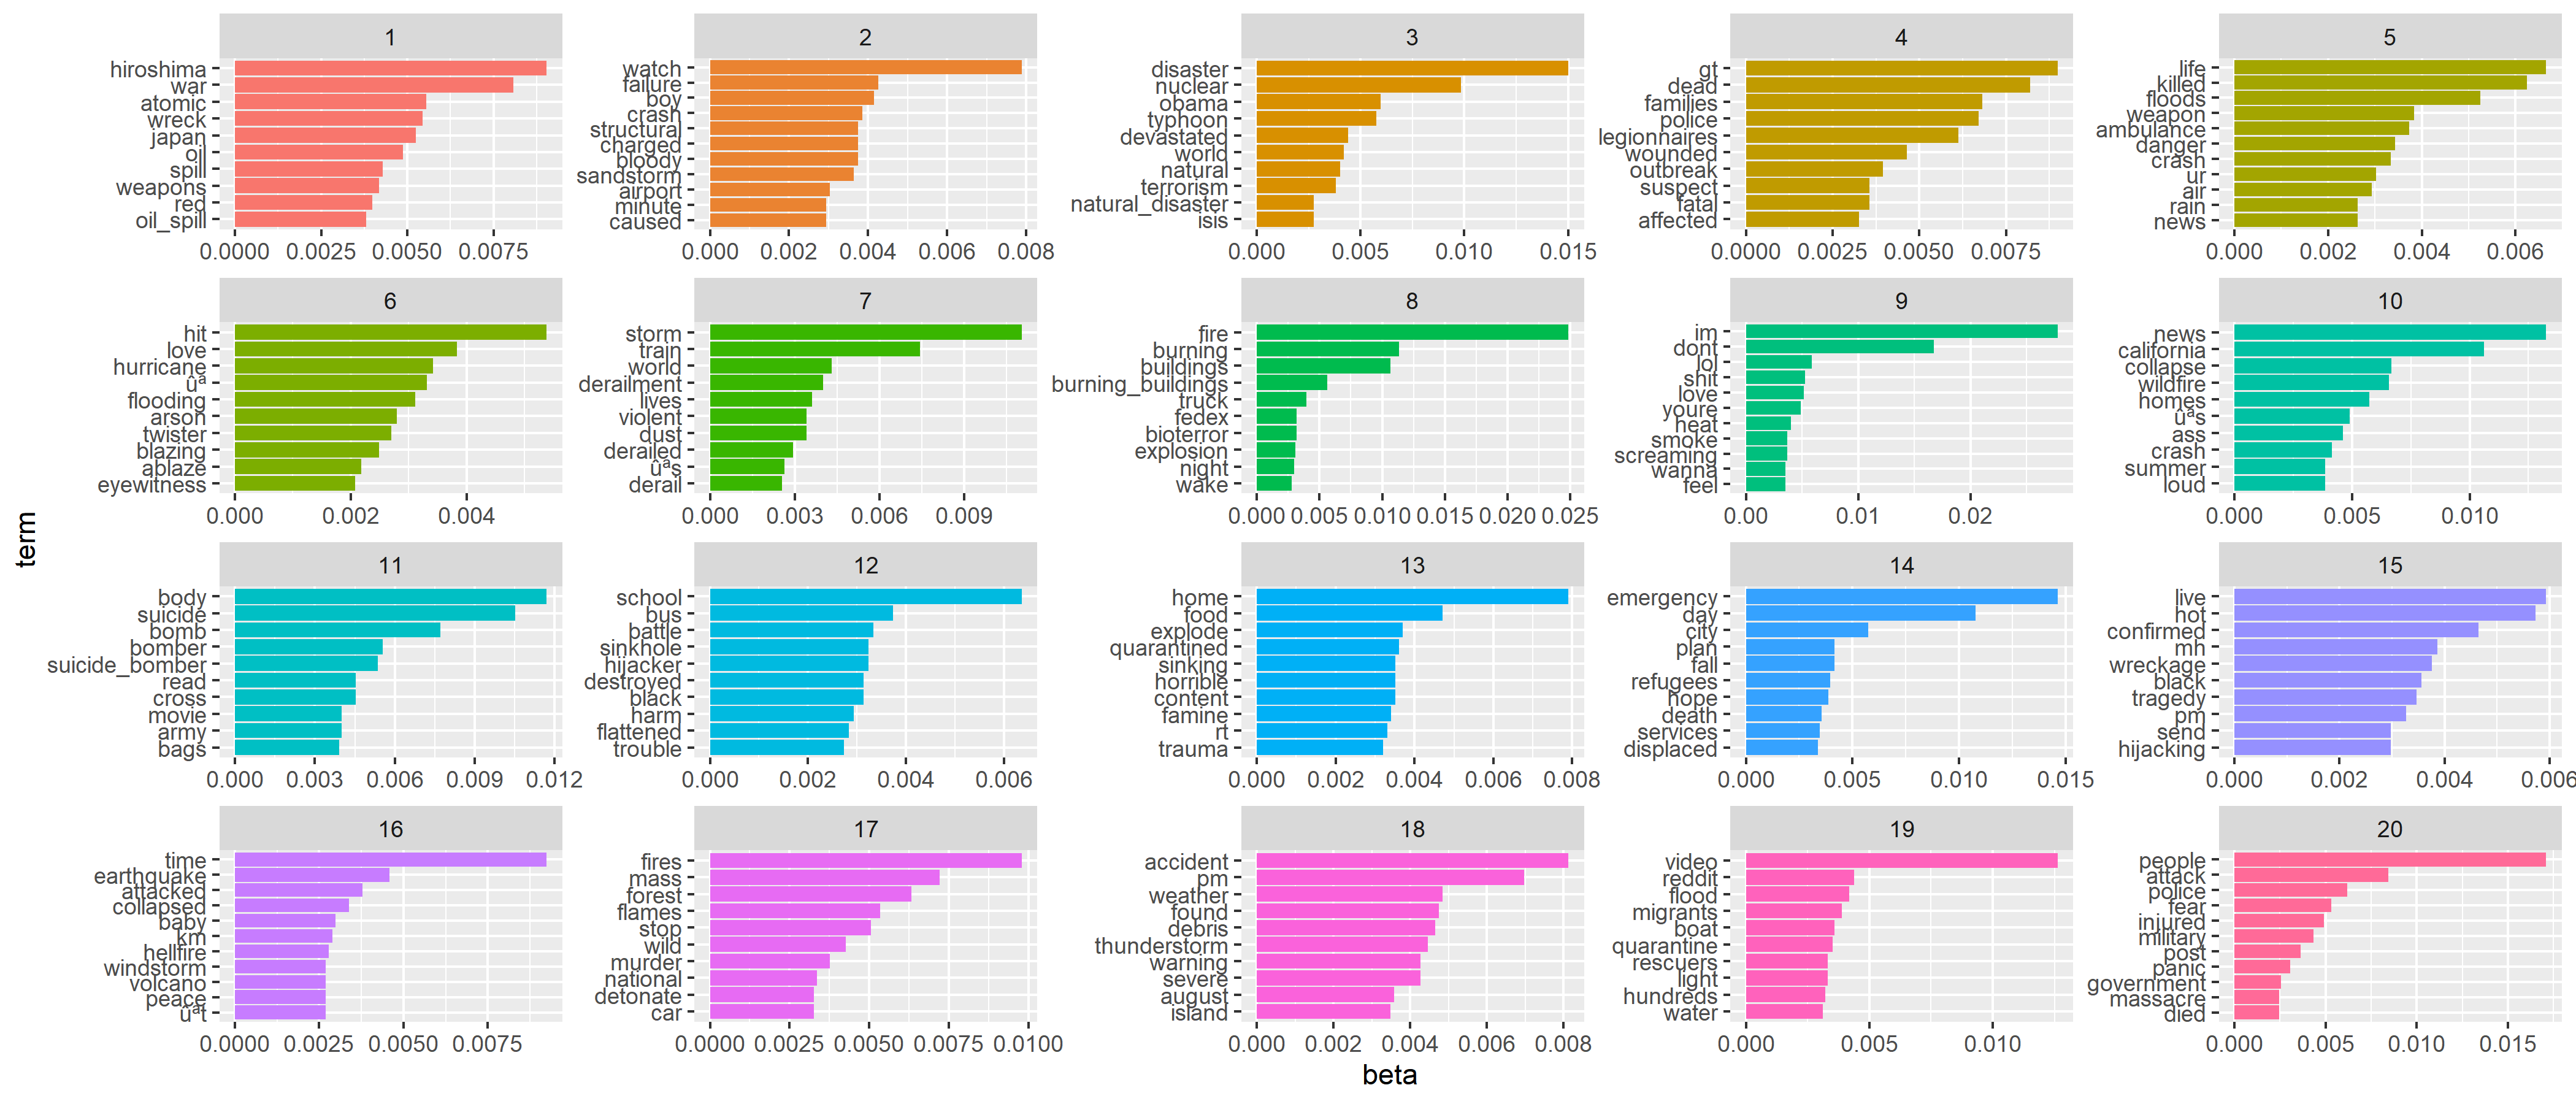 term
1
hiroshima
war
atomic
wreck
japan
oil
spill
weapons
red
oil_spill
0.0000 0.0025 0.0050 0.0075
2
watch
failure
boy
crash
structural
charged
bloody
sandstorm
airport
minute
caused
0.000 0.002 0.004 0.006 0.008
3
disaster
nuclear
obama
typhoon
devastated
world
natural
terrorism
natural_disaster
isis
0.000 0.005 0.010 0.015
4
gt
dead
families
police
legionnaires
wounded
outbreak
suspect
fatal
affected
0.0000 0.0025 0.0050 0.0075
5
life
killed
floods
weapon
ambulance
danger
crash
ur
air
rain
news
0.000 0.002 0.004 0.006
6
hit
love
hurricane
ûª
flooding
arson
twister
blazing
ablaze
eyewitness
0.000 0.002 0.004
7
storm
train
world
derailment
lives
violent
dust
derailed
ûªs
derail
0.000 0.003 0.006 0.009
8
fire
burning
buildings
burning_buildings
truck
fedex
bioterror
explosion
night
wake
0.000 0.005 0.010 0.015 0.020 0.025
9
im
dont
lol
shit
love
youre
heat
smoke
screaming
wanna
feel
0.00 0.01 0.02
10
news
california
collapse
wildfire
homes
ûªs
ass
crash
summer
loud
0.000 0.005 0.010
11
body
suicide
bomb
bomber
suicide_bomber
read
cross
movie
army
bags
0.000 0.003 0.006 0.009 0.012
12
school
bus
battle
sinkhole
hijacker
destroyed
black
harm
flattened
trouble
0.000 0.002 0.004 0.006
13
home
food
explode
quarantined
sinking
horrible
content
famine
rt
trauma
0.000 0.002 0.004 0.006 0.008
14
emergency
day
city
plan
fall
refugees
hope
death
services
displaced
0.000 0.005 0.010 0.015
15
live
hot
confirmed
mh
wreckage
black
tragedy
pm
send
hijacking
0.000 0.002 0.004 0.006
16
time
earthquake
attacked
collapsed
baby
km
hellfire
windstorm
volcano
peace
ûªt
0.0000 0.0025 0.0050 0.0075
17
fires
mass
forest
flames
stop
wild
murder
national
detonate
car
0.0000 0.0025 0.0050 0.0075 0.0100
18
accident
pm
weather
found
debris
thunderstorm
warning
severe
august
island
0.000 0.002 0.004 0.006 0.008
19
video
reddit
flood
migrants
boat
quarantine
rescuers
light
hundreds
water
0.000 0.005 0.010
20
people
attack
police
fear
injured
military
post
panic
government
massacre
died
0.000 0.005 0.010 0.015
beta